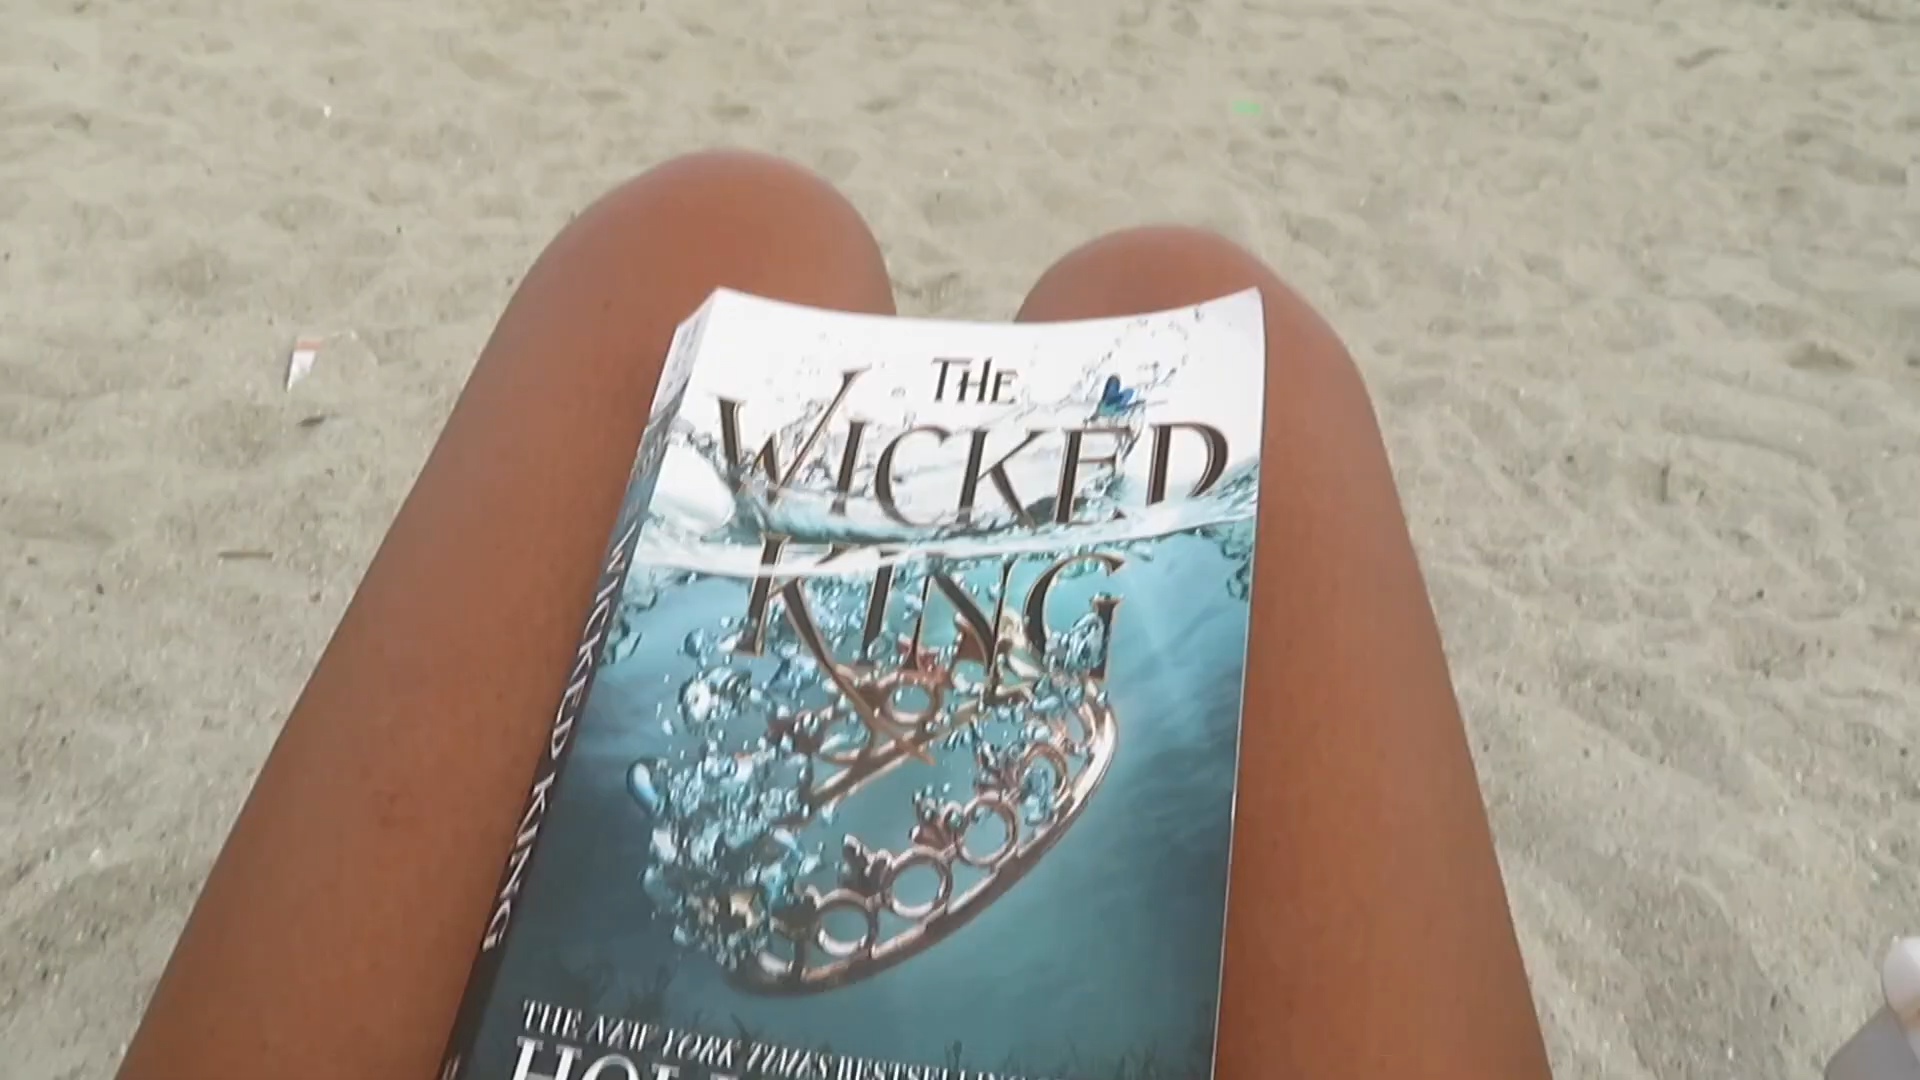 THE
WICKED
KING
WICKED KING
THE NEW YORK TIMES BESTSELLING